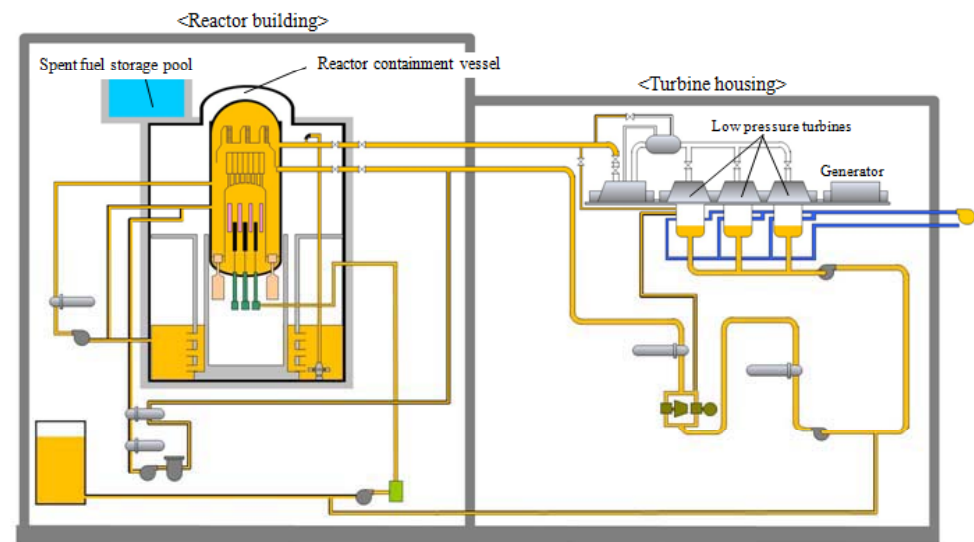 <Reactor building>
Spent fuel storage pool
Reactor containment vessel
<Turbine housing>
Low pressure turbines
Generator